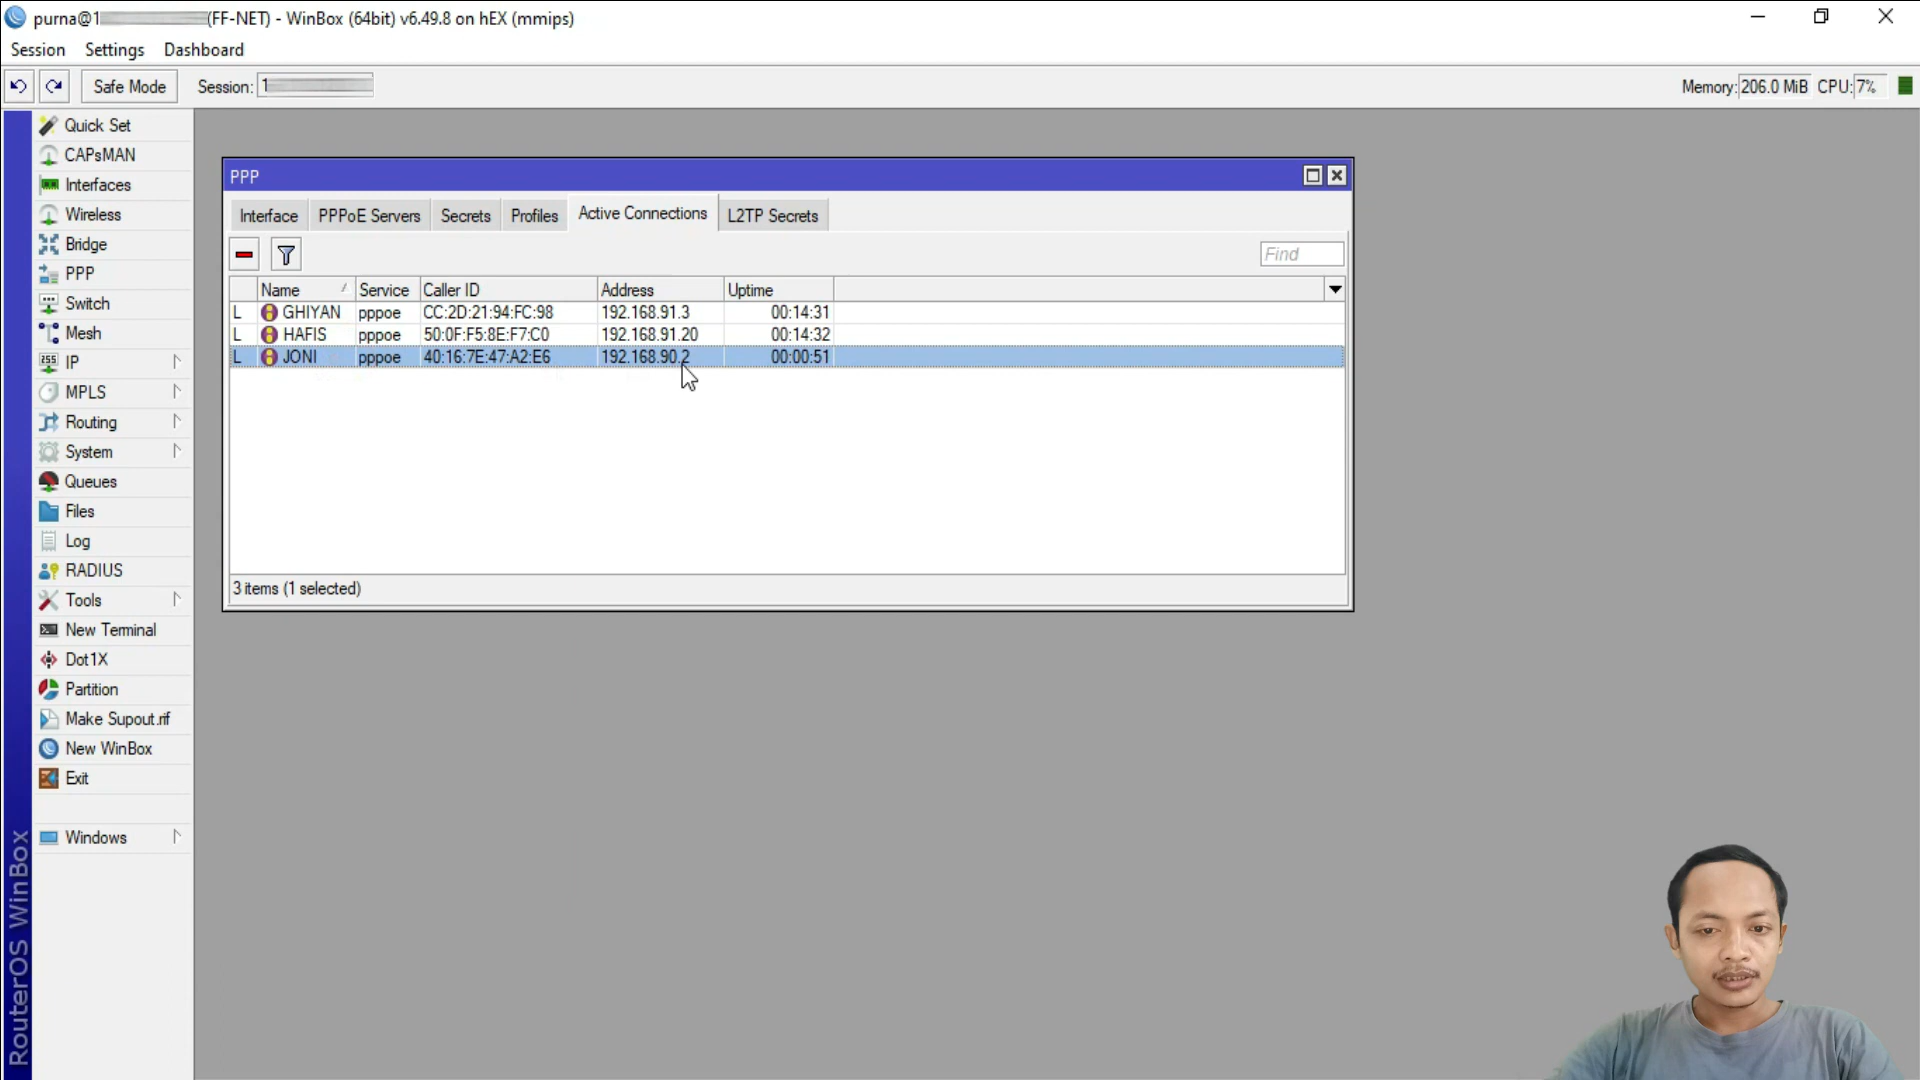 purna@1 (FF-NET) - WinBox (64bit) v6.49.8 on hEX (mmips)
Session Settings Dashboard
Safe Mode Session: 1 Memory: 206.0 MiB CPU: 7%
Quick Set
CAPsMAN
Interfaces
Wireless
Bridge
PPP
Switch
Mesh
255 IP
MPLS
Routing
System
Queues
Files
Log
RADIUS
Tools
New Terminal
Dot1X
Partition
Make Supout.rif
New WinBox
Exit
Windows
RouterOS WinBox
PPP
Interface PPPoE Servers Secrets Profiles Active Connections L2TP Secrets
Find
Name / Service Caller ID Address Uptime
L GHIYAN pppoe CC:2D:21:94:FC:98 192.168.91.3 00:14:31
L HAFIS pppoe 50:0F:F5:8E:F7:C0 192.168.91.20 00:14:32
L JONI pppoe 40:16:7E:47:A2:E6 192.168.90.2 00:00:51
3 items (1 selected)